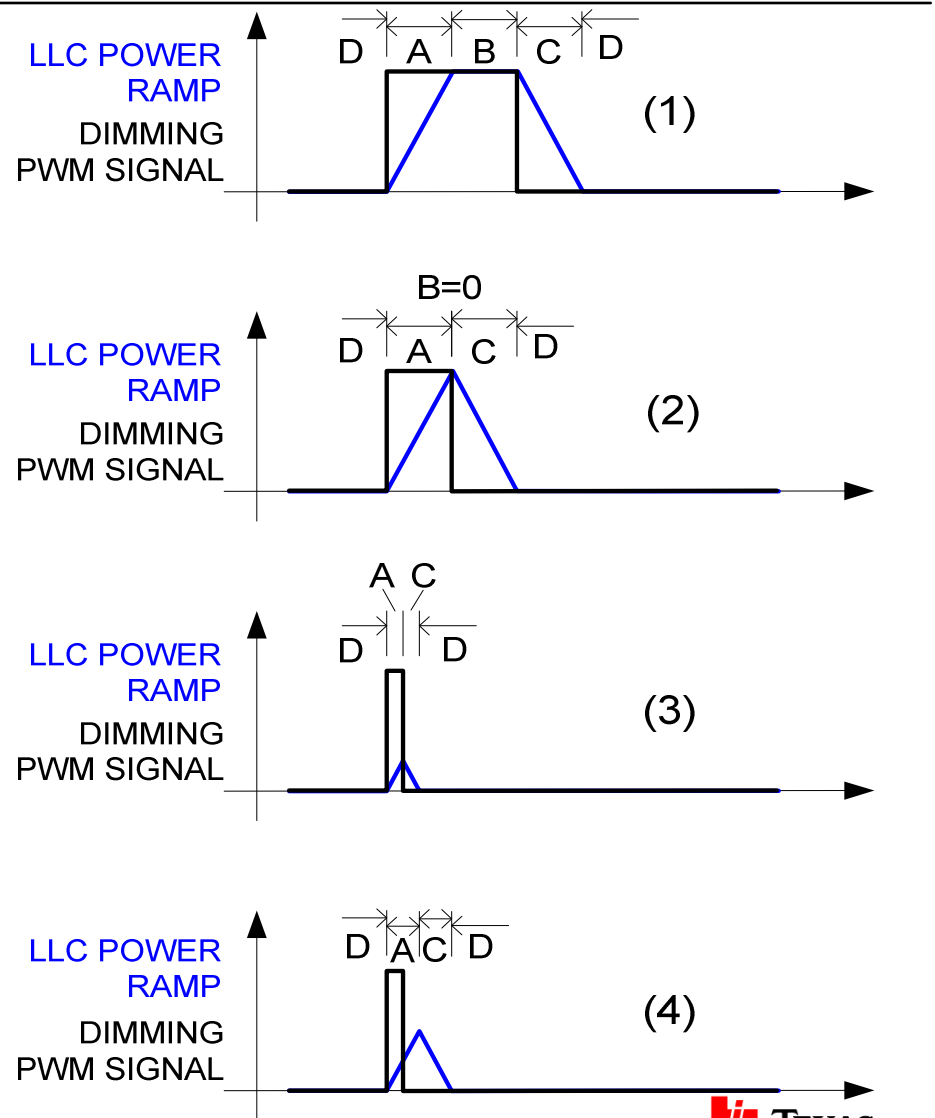 D A B C D
LLC POWER
RAMP
DIMMING
PWM SIGNAL
(1)
B=0
D A C D
LLC POWER
RAMP
DIMMING
PWM SIGNAL
(2)
A C
D D
LLC POWER
RAMP
DIMMING
PWM SIGNAL
(3)
D A C D
LLC POWER
RAMP
DIMMING
PWM SIGNAL
(4)
TEXAS